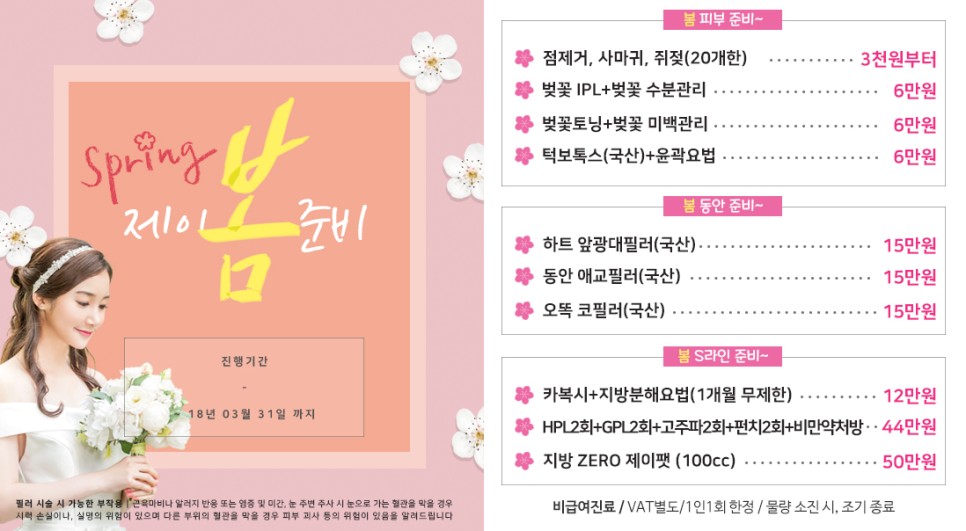 Spring
제이 봄 준비
진행기간
-
18년 03월 31일 까지
필러 시술 시 가능한 부작용 | *근육마비나 알러지 반응 또는 염증 및 미간, 눈 주변 주사 시 눈으로 가는 혈관을 막을 경우
시력 손실이나, 실명의 위험이 있으며 다른 부위의 혈관을 막을 경우 피부 괴사 등의 위험이 있음을 알려드립니다
봄 피부 준비~
점제거, 사마귀, 쥐젖(20개한) 3천원부터
벚꽃 IPL+벚꽃 수분관리 6만원
벚꽃토닝+벚꽃 미백관리 6만원
턱보톡스(국산)+윤곽요법 6만원
봄 동안 준비~
하트 앞광대필러(국산) 15만원
동안 애교필러(국산) 15만원
오똑 코필러(국산) 15만원
봄 S라인 준비~
카복시+지방분해요법(1개월 무제한) 12만원
HPL2회+GPL2회+고주파2회+펀치2회+비만약처방 44만원
지방 ZERO 제이팻 (100cc) 50만원
비급여진료 / VAT별도/1인1회 한정 / 물량 소진 시, 조기 종료